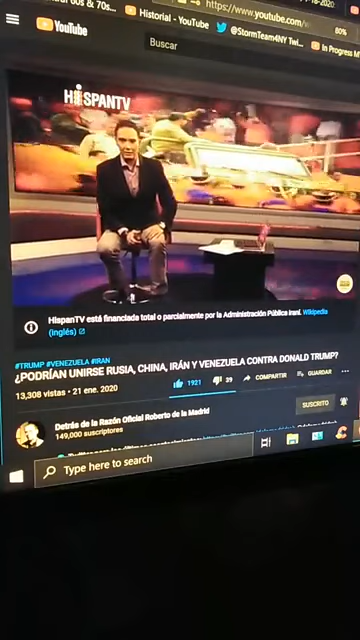 Historial - YouTube
https://www.youtube.com/
@StormTeam4NY Twi...
In Progress M
YouTube
Buscar
80%
HISPANTV
HispanTV está financiada total o parcialmente por la Administración Pública iraní. Wikipedia
(inglés)
#TRUMP #VENEZUELA #IRAN
¿PODRÍAN UNIRSE RUSIA, CHINA, IRÁN Y VENEZUELA CONTRA DONALD TRUMP?
13,308 vistas • 21 ene. 2020
1921
39
COMPARTIR
GUARDAR
Detrás de la Razón Oficial Roberto de la Madrid
149,000 suscriptores
SUSCRITO
Type here to search